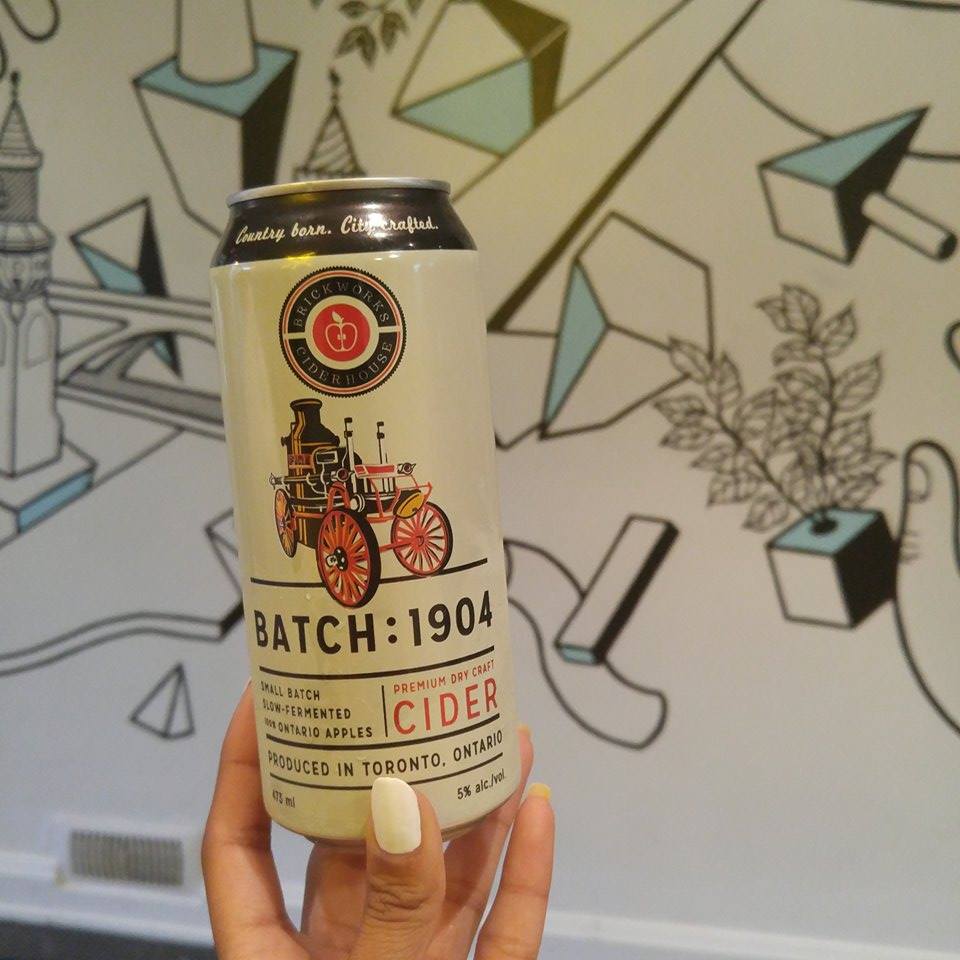 Country born. City crafted.
BRICKWORKS
CIDERHOUSE
BATCH:1904
SMALL BATCH
SLOW-FERMENTED
100% ONTARIO APPLES
PREMIUM DRY CRAFT
CIDER
PRODUCED IN TORONTO, ONTARIO
473 ml
5% alc./vol.